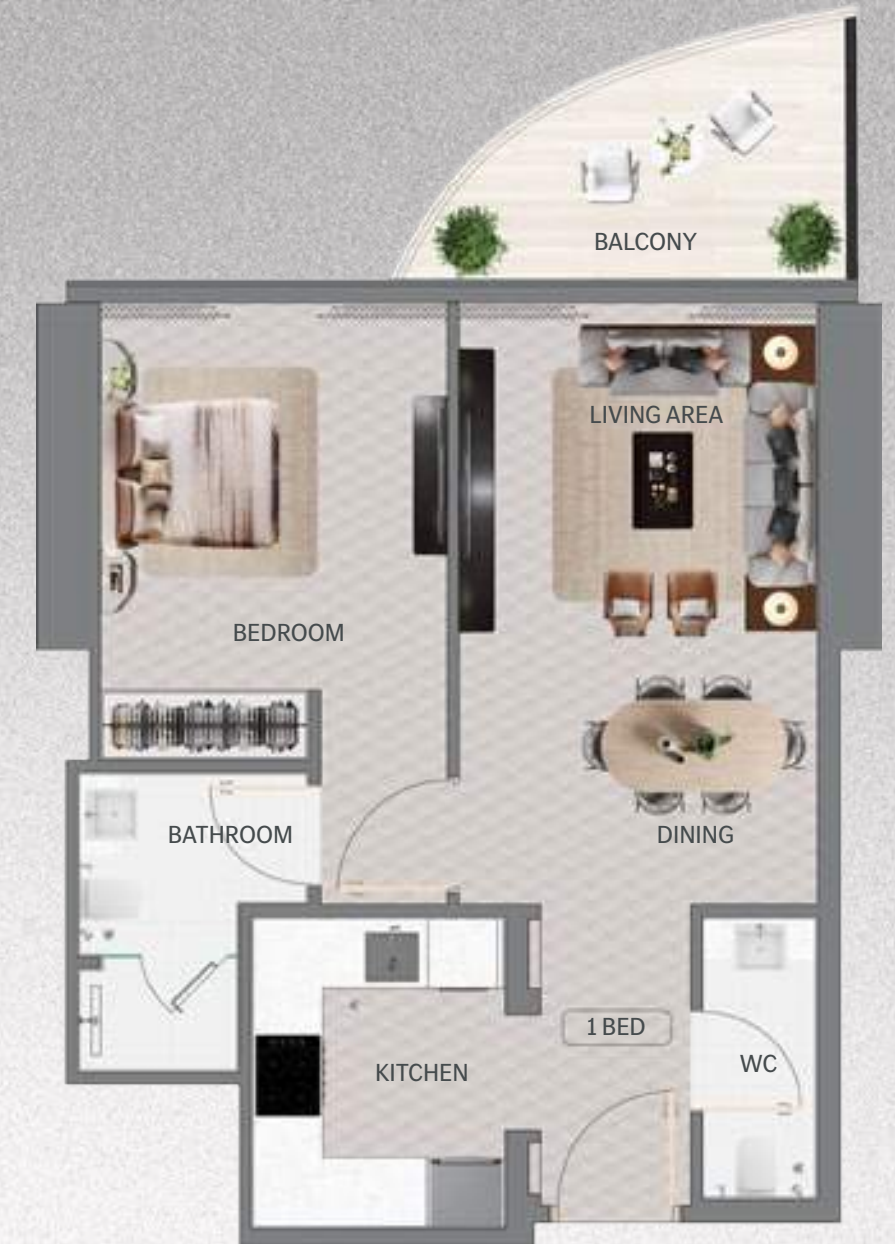 BALCONY
LIVING AREA
BEDROOM
BATHROOM
DINING
1 BED
WC
KITCHEN